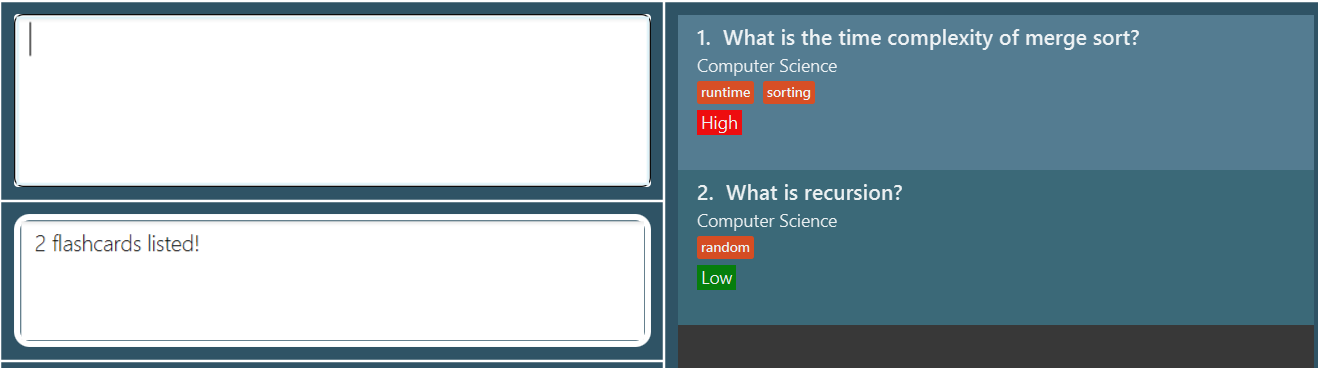 2 flashcards listed!
1. What is the time complexity of merge sort?
Computer Science
runtime sorting
High
2. What is recursion?
Computer Science
random
Low